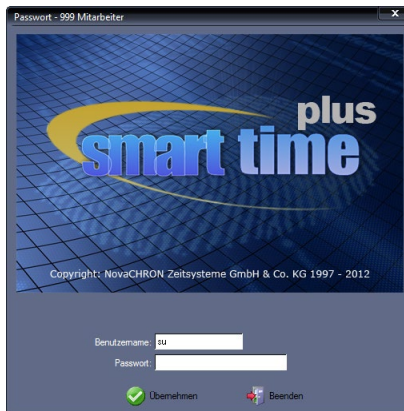 Passwort - 999 Mitarbeiter
plus
smart time
Copyright: NovaCHRON Zeitsysteme GmbH & Co. KG 1997 - 2012
Benutzername: su
Passwort:
Übernehmen Beenden